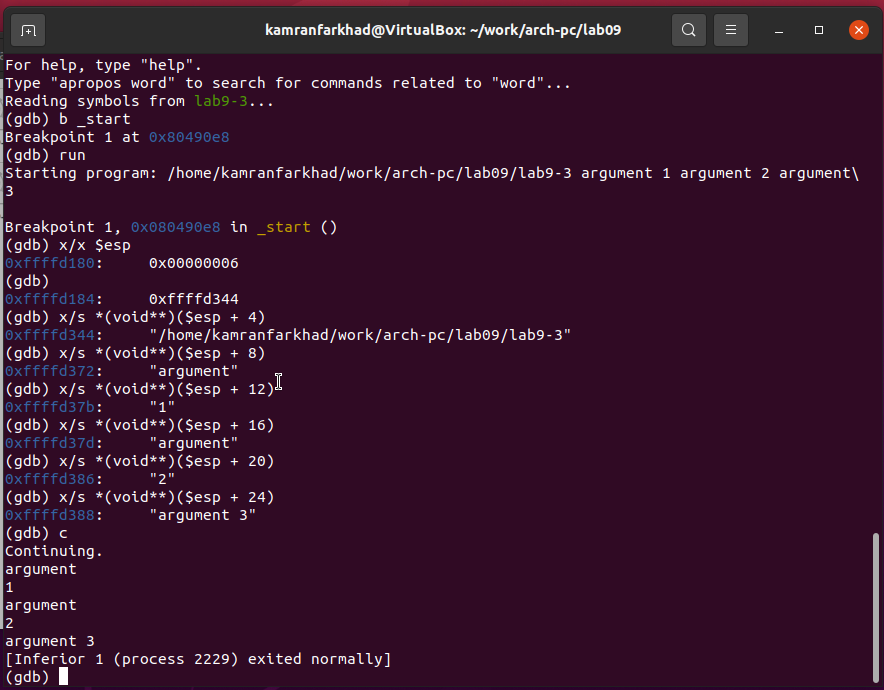 kamranfarkhad@VirtualBox: ~/work/arch-pc/lab09
For help, type "help".
Type "apropos word" to search for commands related to "word"...
Reading symbols from lab9-3...
(gdb) b _start
Breakpoint 1 at 0x80490e8
(gdb) run
Starting program: /home/kamranfarkhad/work/arch-pc/lab09/lab9-3 argument 1 argument 2 argument\
3
Breakpoint 1, 0x080490e8 in _start ()
(gdb) x/x $esp
0xffffd180:     0x00000006
(gdb)
0xffffd184:     0xffffd344
(gdb) x/s *(void**)($esp + 4)
0xffffd344:     "/home/kamranfarkhad/work/arch-pc/lab09/lab9-3"
(gdb) x/s *(void**)($esp + 8)
0xffffd372:     "argument"
(gdb) x/s *(void**)($esp + 12)
0xffffd37b:     "1"
(gdb) x/s *(void**)($esp + 16)
0xffffd37d:     "argument"
(gdb) x/s *(void**)($esp + 20)
0xffffd386:     "2"
(gdb) x/s *(void**)($esp + 24)
0xffffd388:     "argument 3"
(gdb) c
Continuing.
argument
1
argument
2
argument 3
[Inferior 1 (process 2229) exited normally]
(gdb)